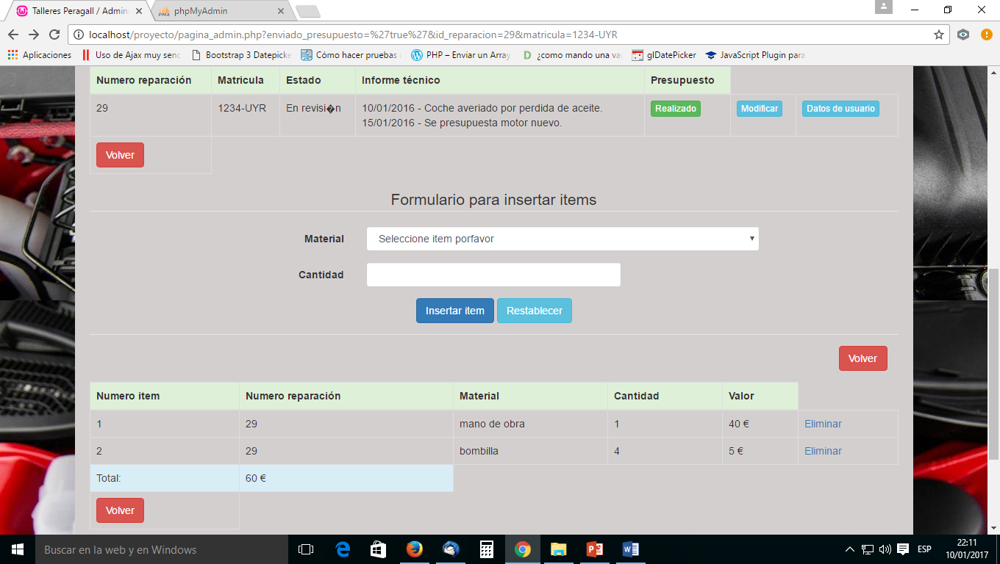 Talleres Peragall / Admin
phpMyAdmin
localhost/proyecto/pagina_admin.php?enviado_presupuesto=%27true%27&id_reparacion=29&matricula=1234-UYR
Aplicaciones Uso de Ajax muy senc Bootstrap 3 Datepicke Cómo hacer pruebas PHP – Enviar un Array ¿como mando una va glDatePicker JavaScript Plugin para
Numero reparación Matricula Estado Informe técnico Presupuesto
29 1234-UYR En revisi�n 10/01/2016 - Coche averiado por perdida de aceite. Realizado Modificar Datos de usuario
15/01/2016 - Se presupuesta motor nuevo.
Volver
Formulario para insertar items
Material Seleccione item porfavor
Cantidad
Insertar item Restablecer
Volver
Numero item Numero reparación Material Cantidad Valor
1 29 mano de obra 1 40 € Eliminar
2 29 bombilla 4 5 € Eliminar
Total: 60 €
Volver
Buscar en la web y en Windows
ESP
22:11
10/01/2017